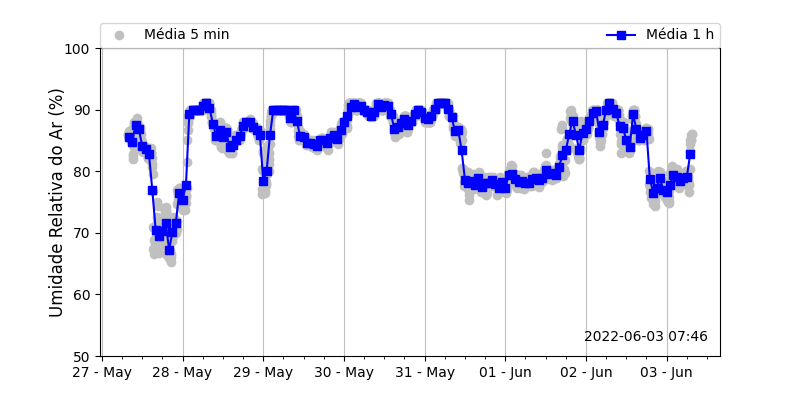 Média 5 min
Média 1 h
Umidade Relativa do Ar (%)
100
90
80
70
60
50
2022-06-03 07:46
27 - May
28 - May
29 - May
30 - May
31 - May
01 - Jun
02 - Jun
03 - Jun